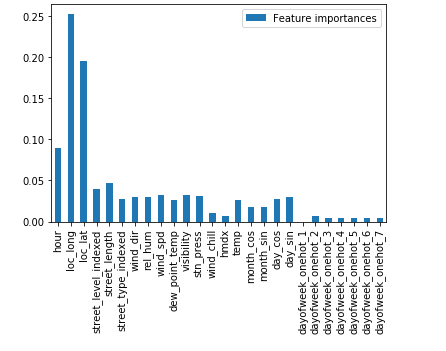 Feature importances
0.25
0.20
0.15
0.10
0.05
0.00
hour
loc_long
loc_lat
street_level_indexed
street_length
street_type_indexed
wind_dir
rel_hum
wind_spd
dew_point_temp
visibility
stn_press
wind_chill
hmdx
temp
month_cos
month_sin
day_cos
day_sin
dayofweek_onehot_1
dayofweek_onehot_2
dayofweek_onehot_3
dayofweek_onehot_4
dayofweek_onehot_5
dayofweek_onehot_6
dayofweek_onehot_7